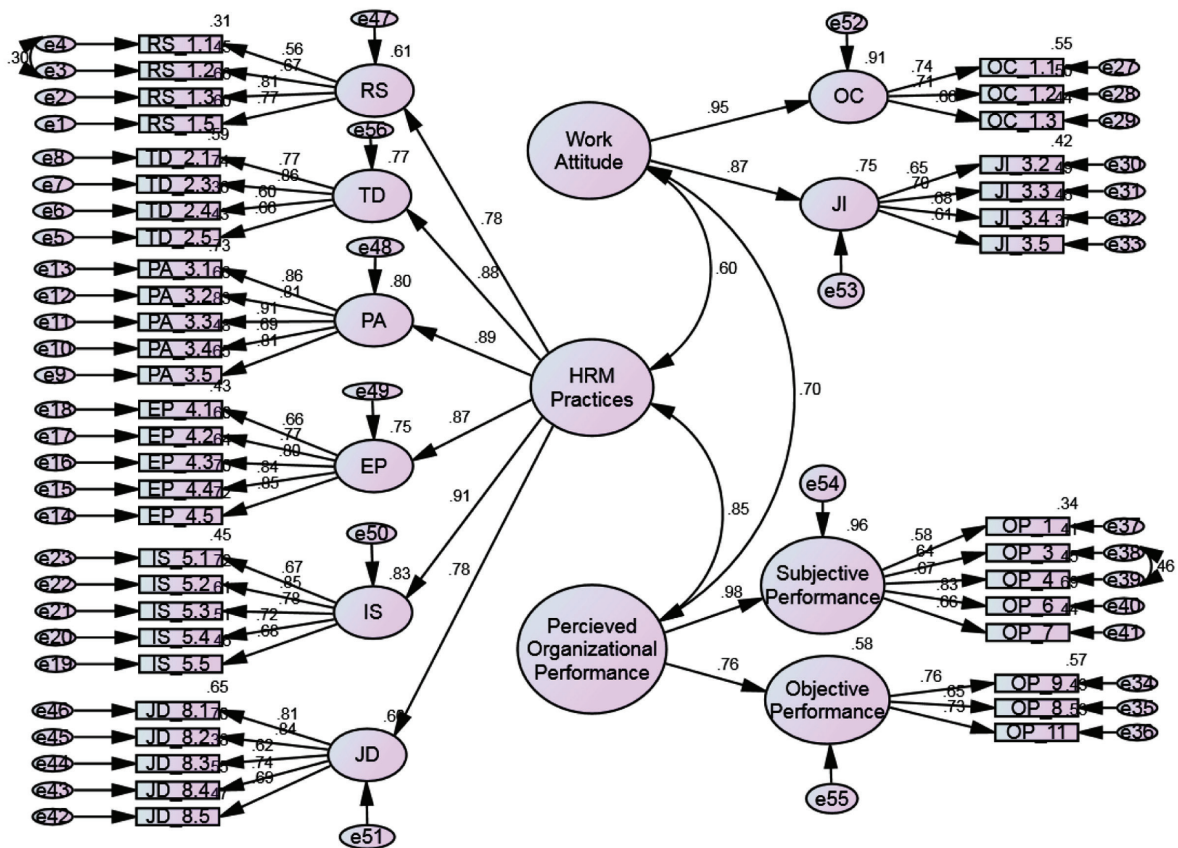 e47
.31
.61
e4
RS_1.1
.56
.30
e3
RS_1.2
.67
RS
e2
RS_1.3
.81
e1
RS_1.5
.77
.59
e56
e8
TD_2.1
.77
.77
e7
TD_2.3
.86
TD
e6
TD_2.4
.60
e5
TD_2.5
.66
.73
e48
e13
PA_3.1
.86
.80
e12
PA_3.2
.81
e11
PA_3.3
.91
PA
e10
PA_3.4
.69
e9
PA_3.5
.81
.43
e49
e18
EP_4.1
.66
.75
e17
EP_4.2
.77
e16
EP_4.3
.80
EP
e15
EP_4.4
.84
e14
EP_4.5
.85
.45
e50
e23
IS_5.1
.67
.83
e22
IS_5.2
.85
e21
IS_5.3
.78
IS
e20
IS_5.4
.72
e19
IS_5.5
.68
.65
e46
JD_8.1
.81
e45
JD_8.2
.84
e44
JD_8.3
.62
JD
e43
JD_8.4
.74
e42
JD_8.5
.69
e51
.78
.88
.89
.87
.91
.78
HRM
Practices
Work
Attitude
.95
.87
.60
.70
.85
Percieved
Organizational
Performance
.98
.76
e52
.91
OC
.55
.74
OC_1.1
e27
.71
OC_1.2
e28
OC_1.3
e29
.75
JI
e53
.42
.65
JI_3.2
e30
.70
JI_3.3
e31
.68
JI_3.4
e32
.61
JI_3.5
e33
e54
.96
Subjective
Performance
.34
.58
OP_1
e37
.64
OP_3
e38
.67
OP_4
e39
.46
.83
OP_6
e40
.66
OP_7
e41
.58
Objective
Performance
e55
.57
.76
OP_9
e34
.65
OP_8
e35
.73
OP_11
e36